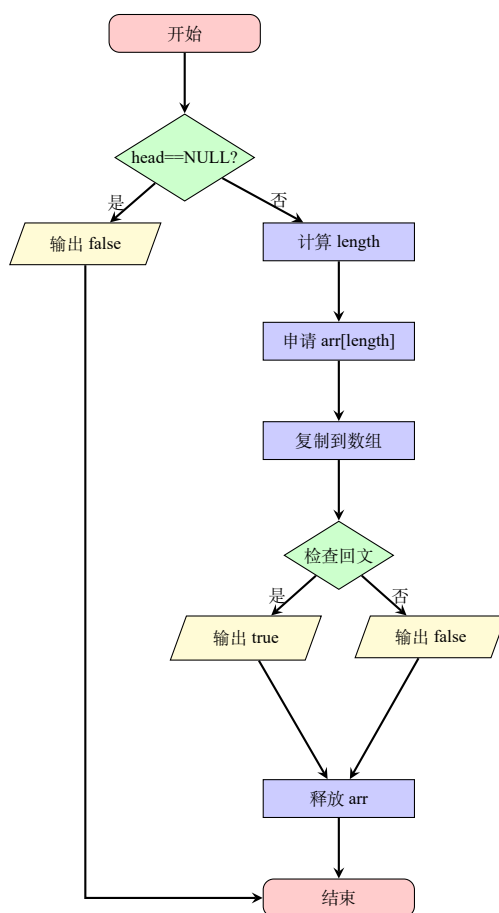 开始
head==NULL?
是
否
输出 false
计算 length
申请 arr[length]
复制到数组
检查回文
是
否
输出 true
输出 false
释放 arr
结束